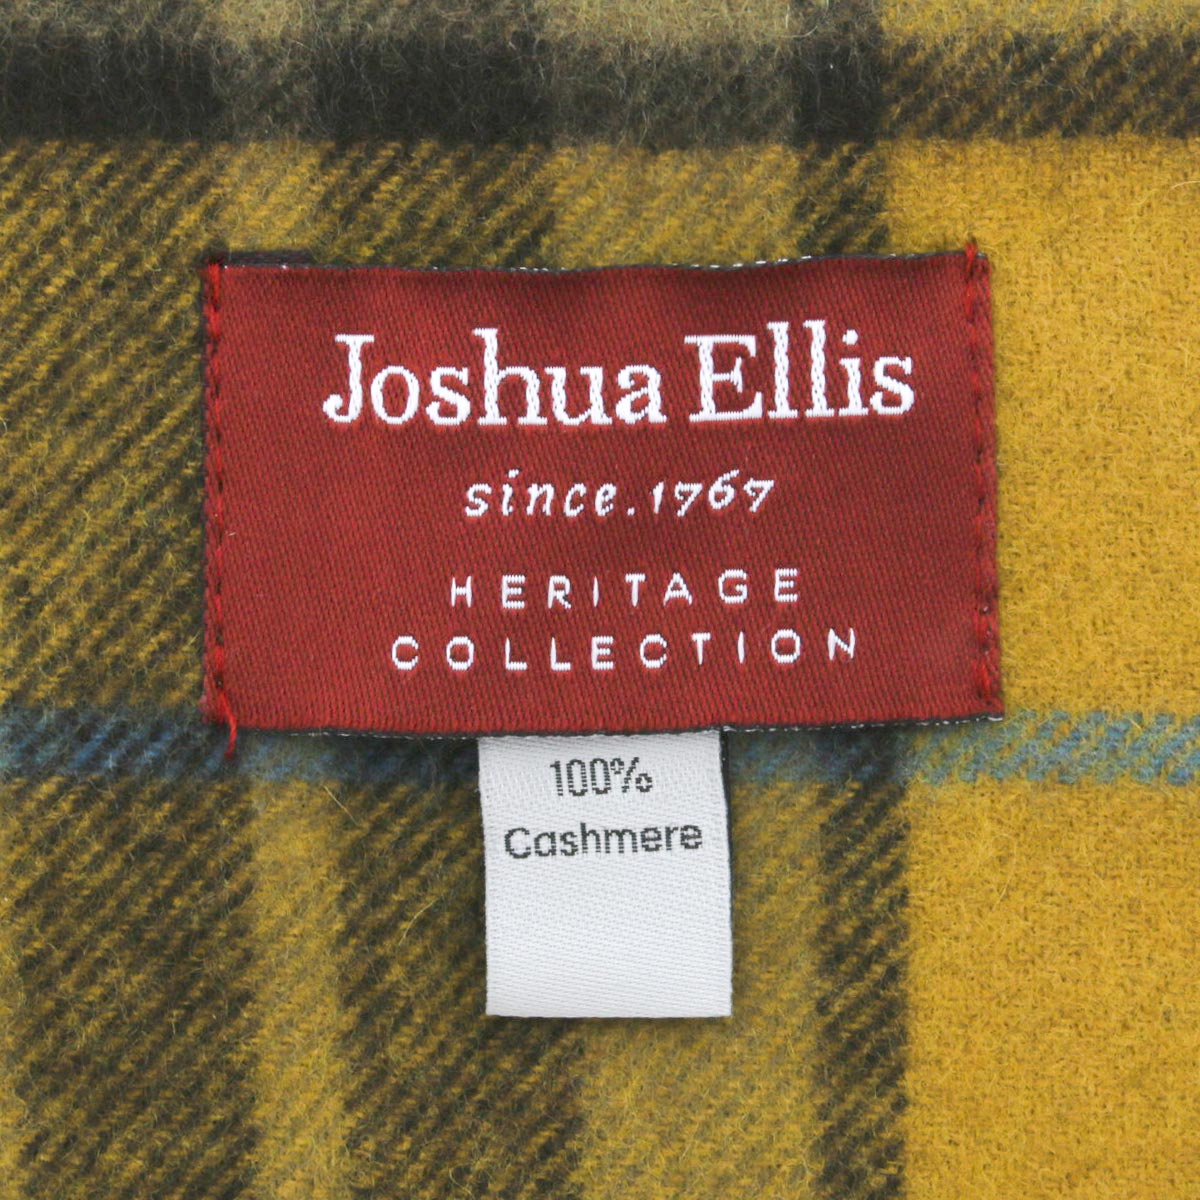 Joshua Ellis
since.1767
HERITAGE
COLLECTION
100%
Cashmere